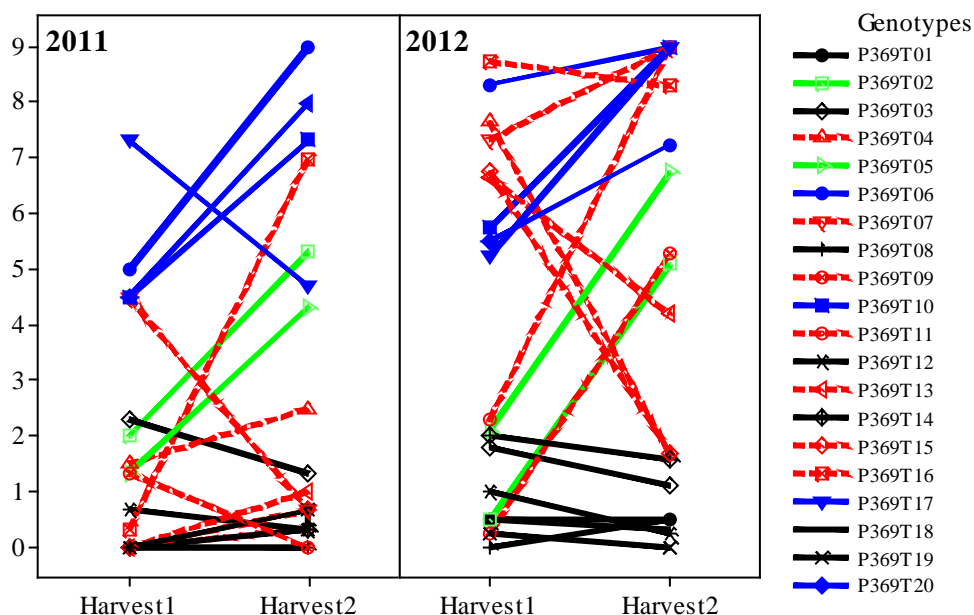 2011
2012
9
8
7
6
5
4
3
2
1
0
Harvest1
Harvest2
Harvest1
Harvest2
Genotypes
P369T01
P369T02
P369T03
P369T04
P369T05
P369T06
P369T07
P369T08
P369T09
P369T10
P369T11
P369T12
P369T13
P369T14
P369T15
P369T16
P369T17
P369T18
P369T19
P369T20